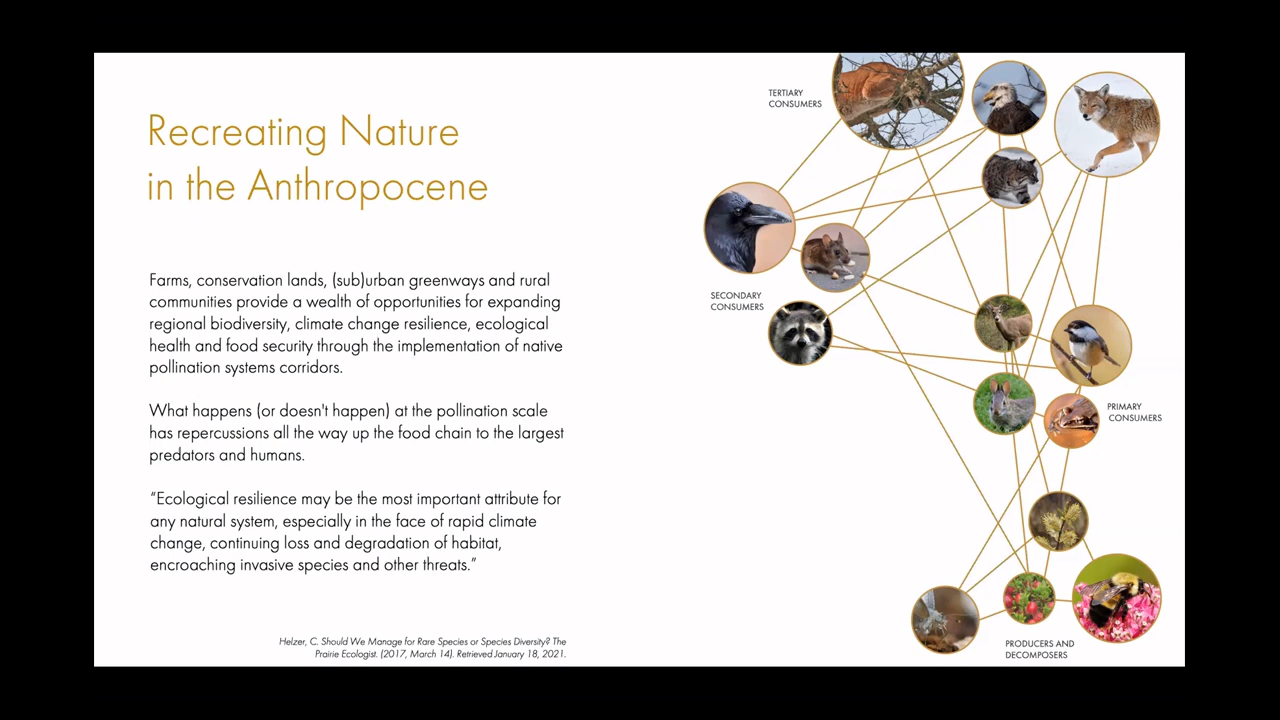 Recreating Nature
in the Anthropocene
Farms, conservation lands, (sub)urban greenways and rural
communities provide a wealth of opportunities for expanding
regional biodiversity, climate change resilience, ecological
health and food security through the implementation of native
pollination systems corridors.
What happens (or doesn't happen) at the pollination scale
has repercussions all the way up the food chain to the largest
predators and humans.
“Ecological resilience may be the most important attribute for
any natural system, especially in the face of rapid climate
change, continuing loss and degradation of habitat,
encroaching invasive species and other threats.”
Helzer, C. Should We Manage for Rare Species or Species Diversity? The
Prairie Ecologist. (2017, March 14). Retrieved January 18, 2021.
TERTIARY
CONSUMERS
SECONDARY
CONSUMERS
PRIMARY
CONSUMERS
PRODUCERS AND
DECOMPOSERS